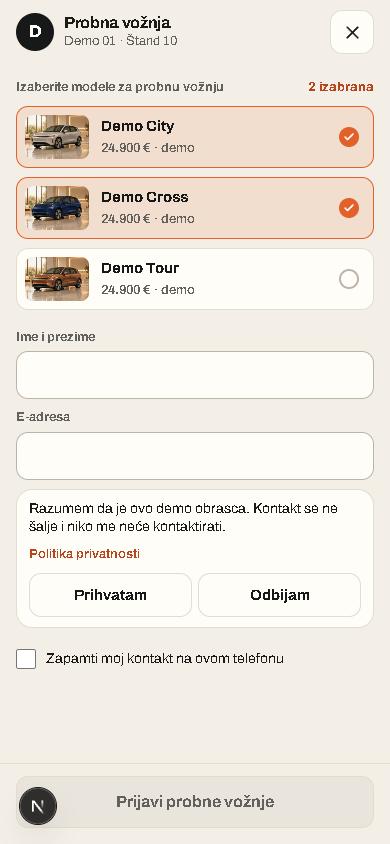 D
Probna vožnja
Demo 01 · Štand 10
Izaberite modele za probnu vožnju
2 izabrana
Demo City
24.900 € · demo
Demo Cross
24.900 € · demo
Demo Tour
24.900 € · demo
Ime i prezime
E-adresa
Razumem da je ovo demo obrasca. Kontakt se ne
šalje i niko me neće kontaktirati.
Politika privatnosti
Prihvatam
Odbijam
Zapamti moj kontakt na ovom telefonu
N
Prijavi probne vožnje